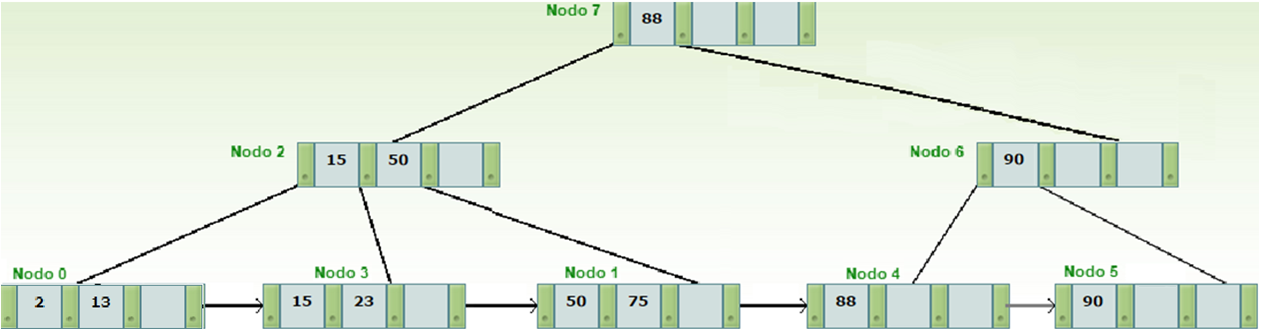 Nodo 7
88
Nodo 2
15 50
Nodo 6
90
Nodo 0
2 13
Nodo 3
15 23
Nodo 1
50 75
Nodo 4
88
Nodo 5
90